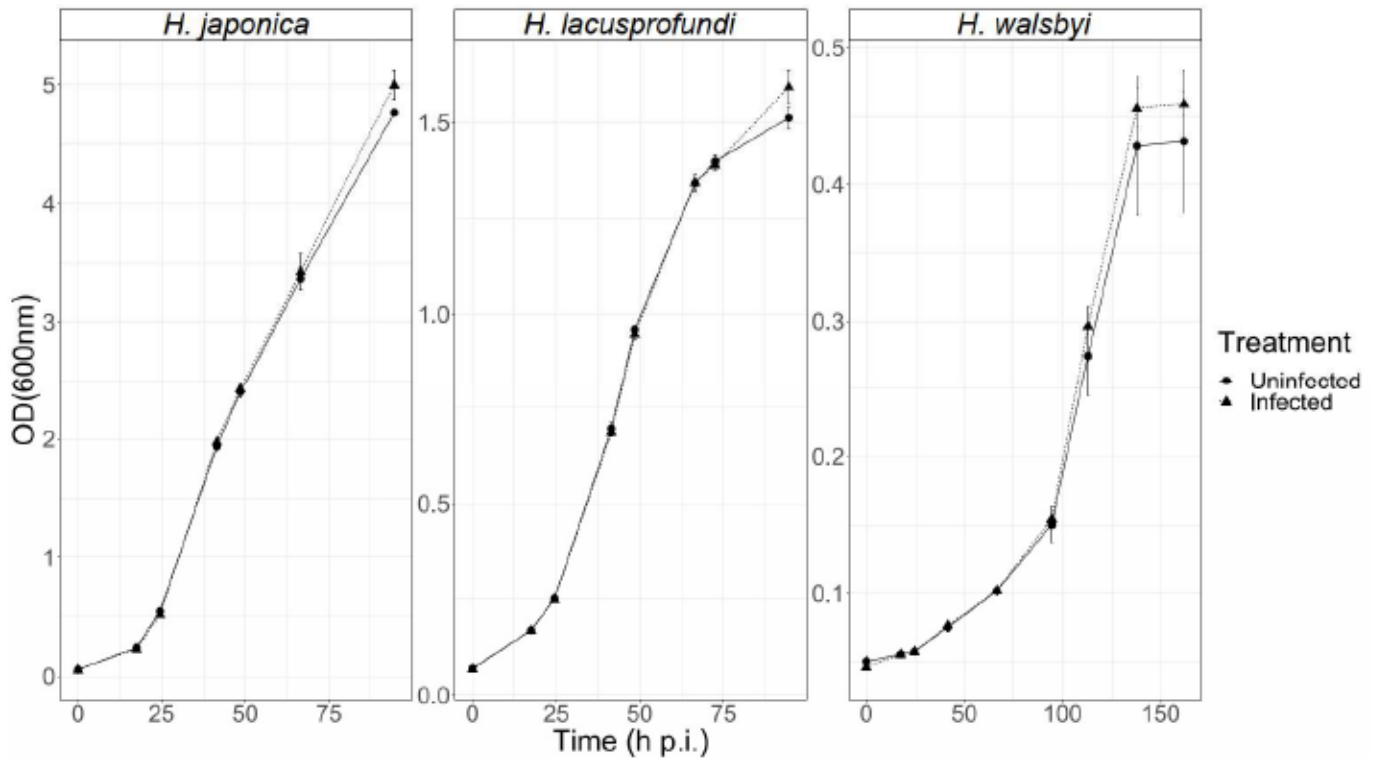 H. japonica
H. lacusprofundi
H. walsbyi
OD(600nm)
5
4
3
2
1
0
1.5
1.0
0.5
0.0
0.5
0.4
0.3
0.2
0.1
0 25 50 75
0 25 50 75
0 50 100 150
Time (h p.i.)
Treatment
Uninfected
Infected